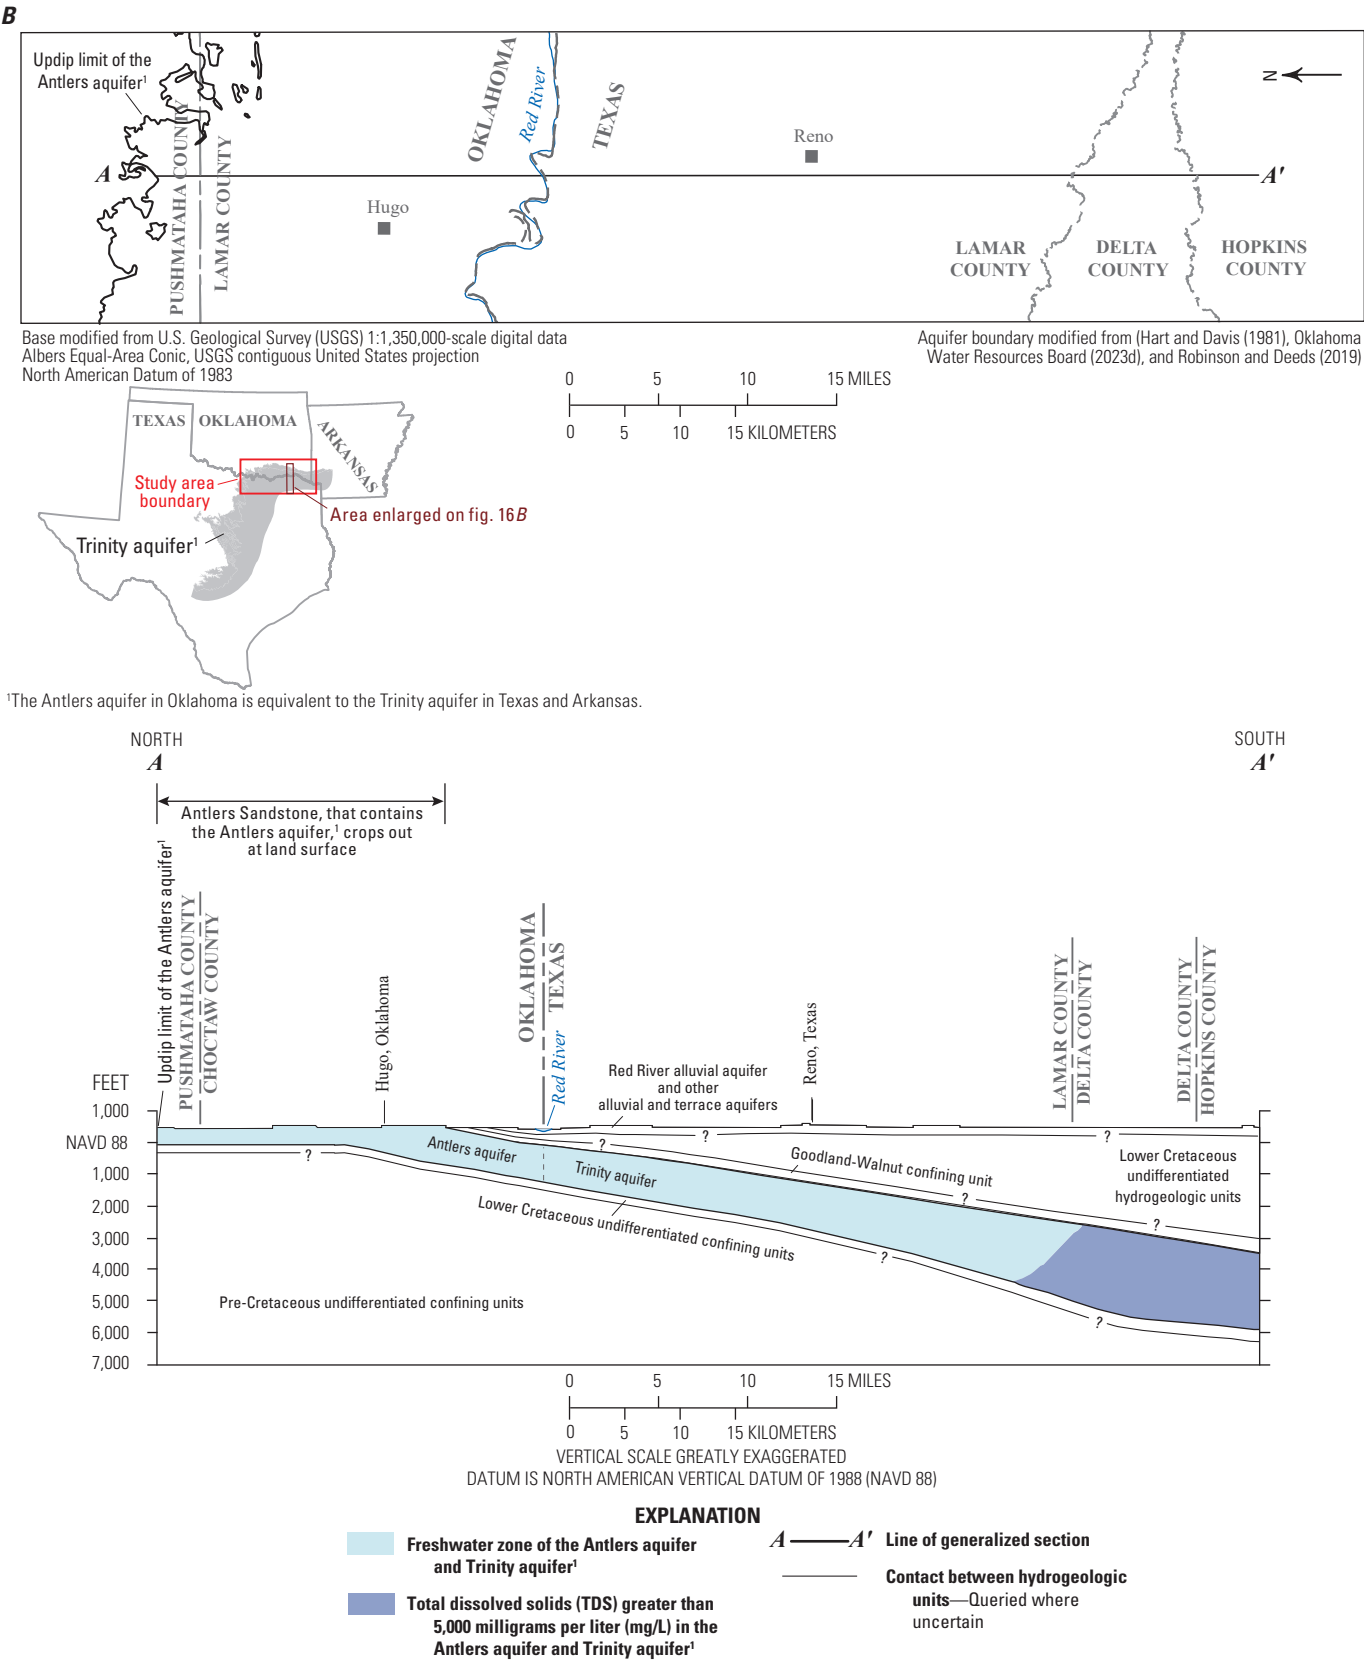 B
Updip limit of the
Antlers aquifer¹
PUSHMATAHA COUNTY
LAMAR COUNTY
A
Hugo
OKLAHOMA
Red River
TEXAS
Reno
N
A′
LAMAR
COUNTY
DELTA
COUNTY
HOPKINS
COUNTY
Base modified from U.S. Geological Survey (USGS) 1:1,350,000-scale digital data
Albers Equal-Area Conic, USGS contiguous United States projection
North American Datum of 1983
Aquifer boundary modified from (Hart and Davis (1981), Oklahoma
Water Resources Board (2023d), and Robinson and Deeds (2019)
0 5 10 15 MILES
0 5 10 15 KILOMETERS
TEXAS
OKLAHOMA
ARKANSAS
Study area
boundary
Area enlarged on fig. 16B
Trinity aquifer¹
¹The Antlers aquifer in Oklahoma is equivalent to the Trinity aquifer in Texas and Arkansas.
NORTH
A
SOUTH
A′
Antlers Sandstone, that contains
the Antlers aquifer,¹ crops out
at land surface
Updip limit of the Antlers aquifer¹
PUSHMATAHA COUNTY
CHOCTAW COUNTY
Hugo, Oklahoma
OKLAHOMA
TEXAS
Red River
Reno, Texas
LAMAR COUNTY
DELTA COUNTY
DELTA COUNTY
HOPKINS COUNTY
Red River alluvial aquifer
and other
alluvial and terrace aquifers
FEET
1,000
NAVD 88
1,000
2,000
3,000
4,000
5,000
6,000
7,000
?
?
?
?
?
?
?
?
Antlers aquifer
Trinity aquifer
Goodland-Walnut confining unit
Lower Cretaceous
undifferentiated
hydrogeologic units
Lower Cretaceous undifferentiated confining units
Pre-Cretaceous undifferentiated confining units
0 5 10 15 MILES
0 5 10 15 KILOMETERS
VERTICAL SCALE GREATLY EXAGGERATED
DATUM IS NORTH AMERICAN VERTICAL DATUM OF 1988 (NAVD 88)
EXPLANATION
Freshwater zone of the Antlers aquifer
and Trinity aquifer¹
Total dissolved solids (TDS) greater than
5,000 milligrams per liter (mg/L) in the
Antlers aquifer and Trinity aquifer¹
A A′ Line of generalized section
Contact between hydrogeologic
units—Queried where
uncertain